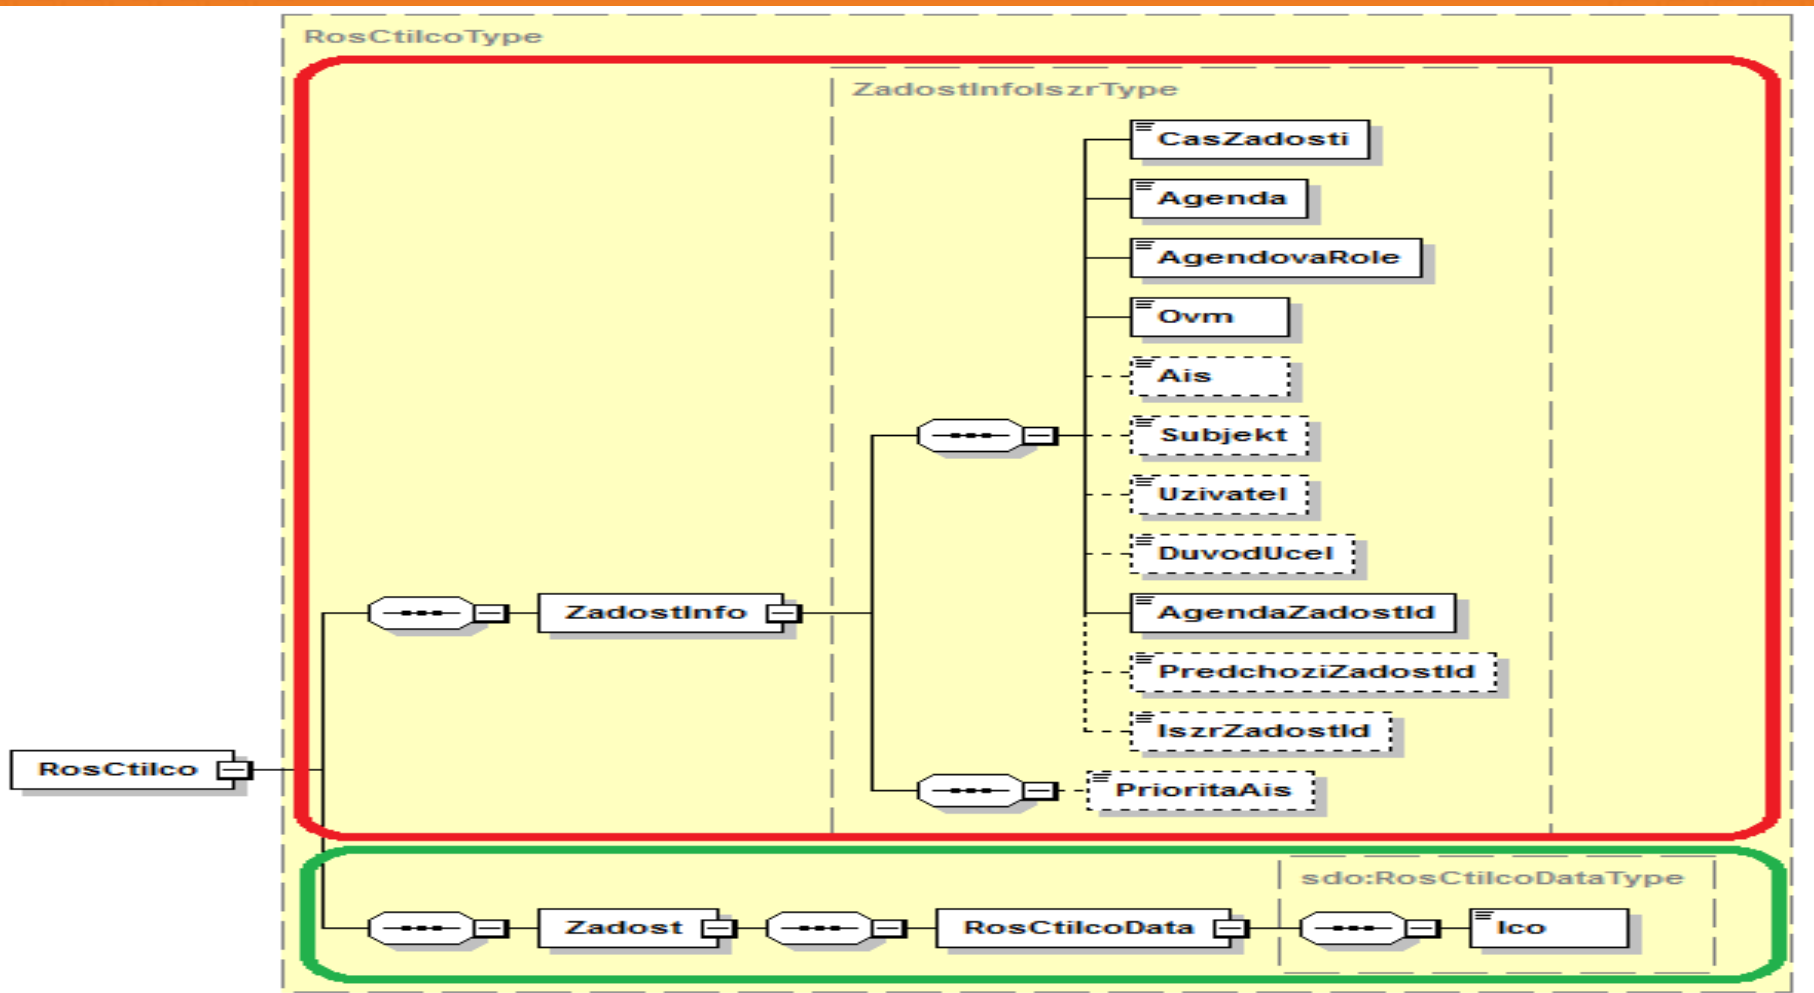 RosCtiIcoType
ZadostInfoIszrType
CasZadosti
Agenda
AgendovaRole
Ovm
Ais
Subjekt
Uzivatel
DuvodUcel
ZadostInfo
AgendaZadostId
PredchoziZadostId
IszrZadostId
RosCtiIco
PrioritaAis
sdo:RosCtiIcoDataType
Zadost
RosCtiIcoData
Ico